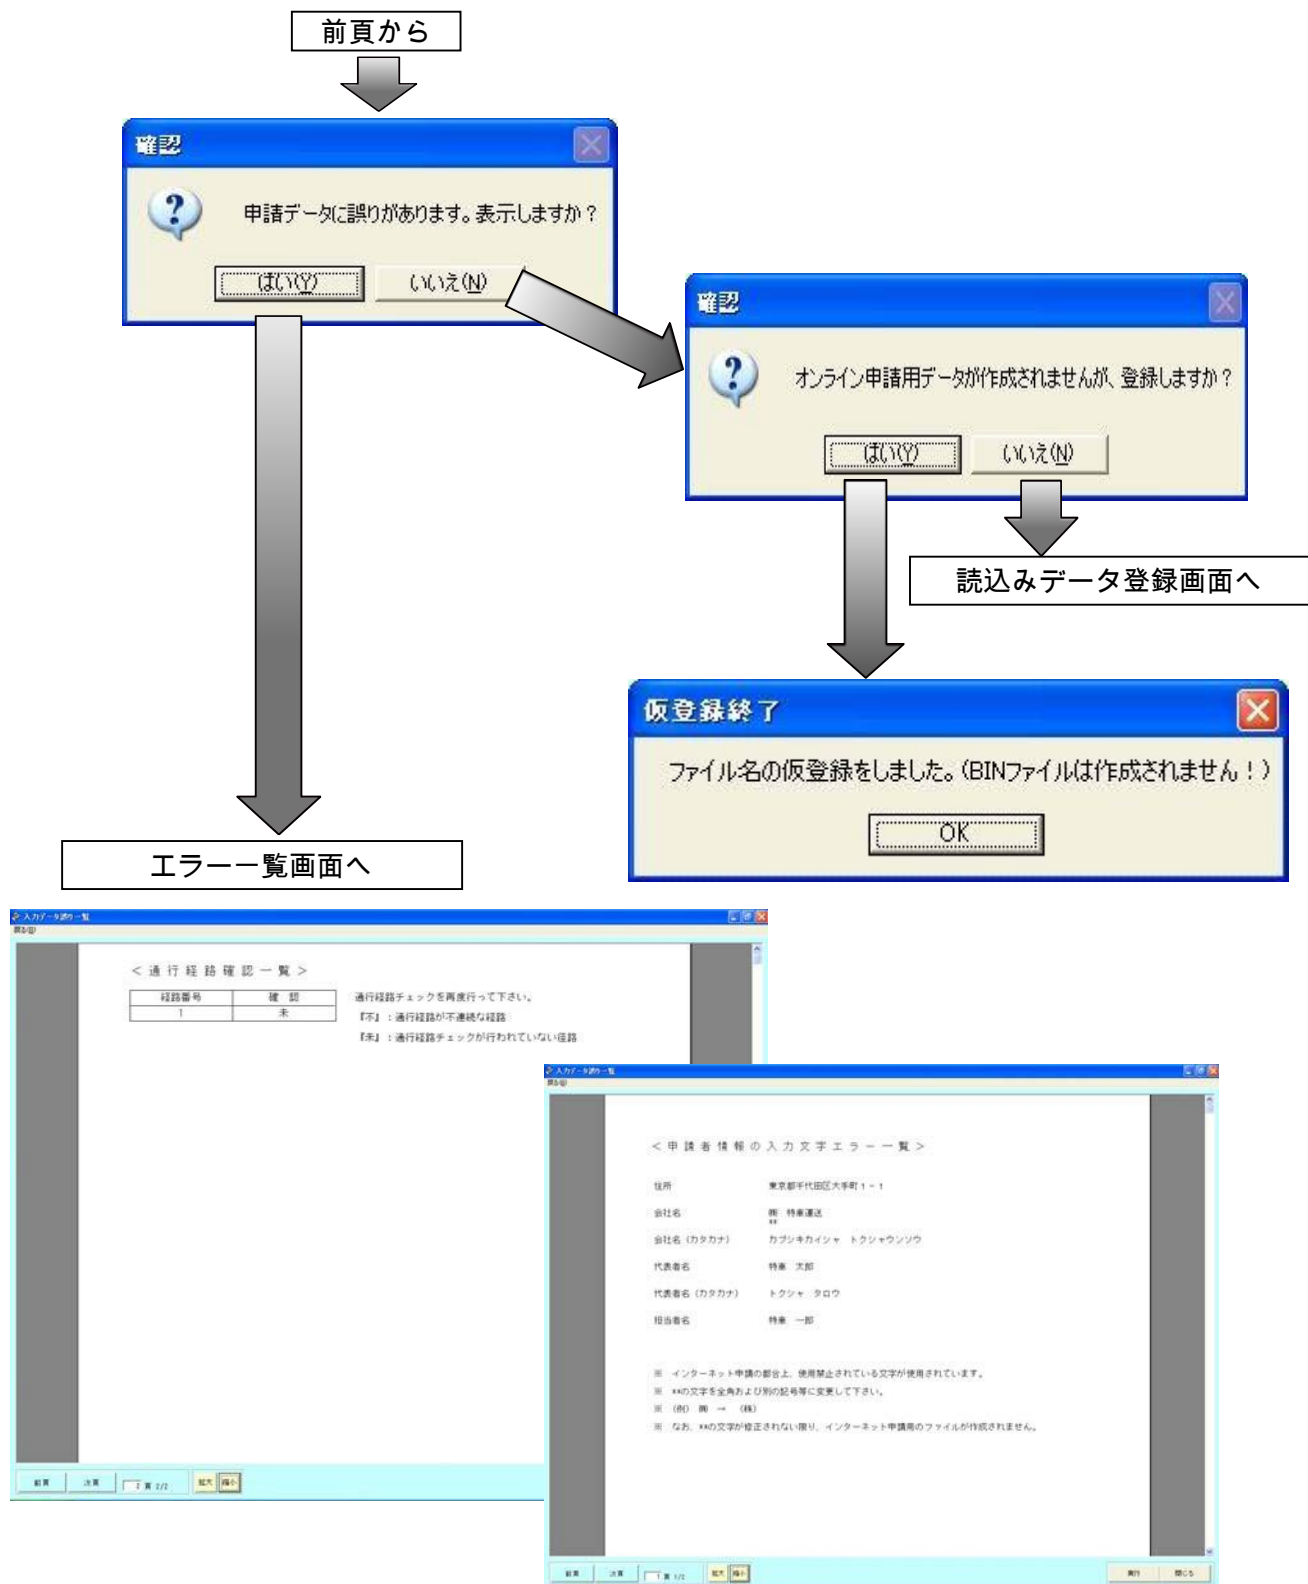 前頁から
確認
申請データに誤りがあります。表示しますか？
はい(Y)
いいえ(N)
確認
オンライン申請用データが作成されませんが、登録しますか？
はい(Y)
いいえ(N)
読込みデータ登録画面へ
仮登録終了
ファイル名の仮登録をしました。(BINファイルは作成されません！)
OK
エラー一覧画面へ
入力データ誤り一覧
戻る(B)
＜通行経路確認一覧＞
経路番号 確認
1 未
通行経路チェックを再度行って下さい。
『不』：通行経路が不連続な経路
『未』：通行経路チェックが行われていない径路
前頁 次頁 2 頁 2/2 拡大 縮小
入力データ誤り一覧
戻る(B)
＜申請者情報の入力文字エラー一覧＞
住所 東京都千代田区大手町１－１
会社名 ㈱ 特車運送
**
会社名（カタカナ） カブシキカイシャ トクシャウンソウ
代表者名 特車 太郎
代表者名（カタカナ） トクシャ タロウ
担当者名 特車 一郎
※ インターネット申請の都合上、使用禁止されている文字が使用されています。
※ **の文字を全角および別の記号等に変更して下さい。
※ （例） ㈱ → （株）
※ なお、**の文字が修正されない限り、インターネット申請用のファイルが作成されません。
前頁 次頁 1 頁 1/2 拡大 縮小 実行 閉じる